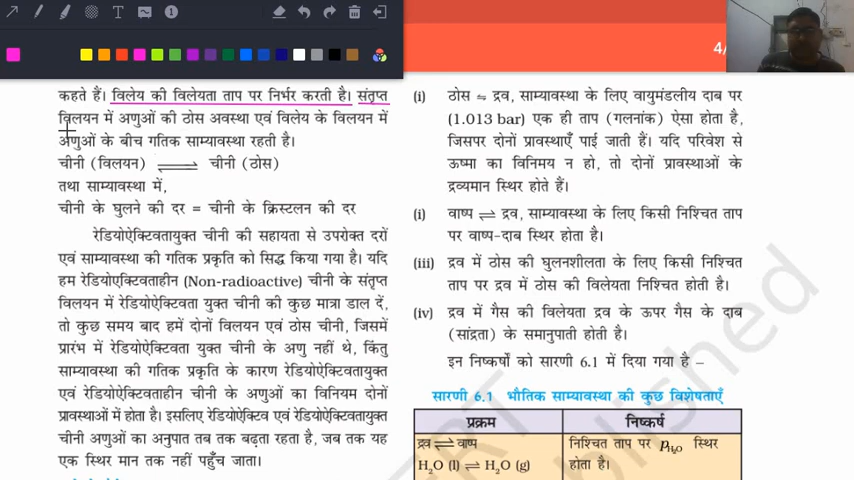 4/
कहते हैं। विलेय की विलेयता ताप पर निर्भर करती है। संतृप्त
विलयन में अणुओं की ठोस अवस्था एवं विलेय के विलयन में
अणुओं के बीच गतिक साम्यावस्था रहती है।
चीनी (विलयन) ⇌ चीनी (ठोस)
तथा साम्यावस्था में,
चीनी के घुलने की दर = चीनी के क्रिस्टलन की दर
रेडियोऐक्टिवतायुक्त चीनी की सहायता से उपरोक्त दरों
एवं साम्यावस्था की गतिक प्रकृति को सिद्ध किया गया है। यदि
हम रेडियोएक्टिवताहीन (Non-radioactive) चीनी के संतृप्त
विलयन में रेडियोऐक्टिवता युक्त चीनी की कुछ मात्रा डाल दें,
तो कुछ समय बाद हमें दोनों विलयन एवं ठोस चीनी, जिसमें
प्रारंभ में रेडियोऐक्टिवता युक्त चीनी के अणु नहीं थे, किंतु
साम्यावस्था की गतिक प्रकृति के कारण रेडियोऐक्टिवतायुक्त
एवं रेडियोऐक्टिवताहीन चीनी के अणुओं का विनियम दोनों
प्रावस्थाओं में होता है। इसलिए रेडियोऐक्टिव एवं रेडियोऐक्टिवतायुक्त
चीनी अणुओं का अनुपात तब तक बढ़ता रहता है, जब तक यह
एक स्थिर मान तक नहीं पहुँच जाता।
(i) ठोस ⇌ द्रव, साम्यावस्था के लिए वायुमंडलीय दाब पर
(1.013 bar) एक ही ताप (गलनांक) ऐसा होता है,
जिसपर दोनों प्रावस्थाएँ पाई जाती हैं। यदि परिवेश से
ऊष्मा का विनिमय न हो, तो दोनों प्रावस्थाओं के
द्रव्यमान स्थिर होते हैं।
(i) वाष्प ⇌ द्रव, साम्यावस्था के लिए किसी निश्चित ताप
पर वाष्प-दाब स्थिर होता है।
(iii) द्रव में ठोस की घुलनशीलता के लिए किसी निश्चित
ताप पर द्रव में ठोस की विलेयता निश्चित होती है।
(iv) द्रव में गैस की विलेयता द्रव के ऊपर गैस के दाब
(सांद्रता) के समानुपाती होती है।
इन निष्कर्षों को सारणी 6.1 में दिया गया है –
सारणी 6.1 भौतिक साम्यावस्था की कुछ विशेषताएँ
प्रक्रम निष्कर्ष
द्रव ⇌ वाष्प निश्चित ताप पर pH₂O स्थिर
H₂O (l) ⇌ H₂O (g) होता है।